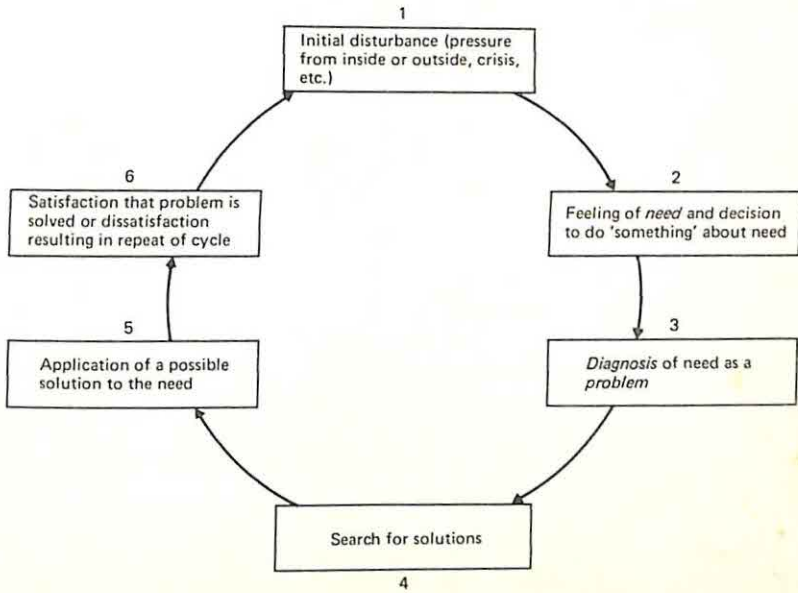 1
Initial disturbance (pressure
from inside or outside, crisis,
etc.)
2
Feeling of need and decision
to do 'something' about need
3
Diagnosis of need as a
problem
Search for solutions
4
5
Application of a possible
solution to the need
6
Satisfaction that problem is
solved or dissatisfaction
resulting in repeat of cycle